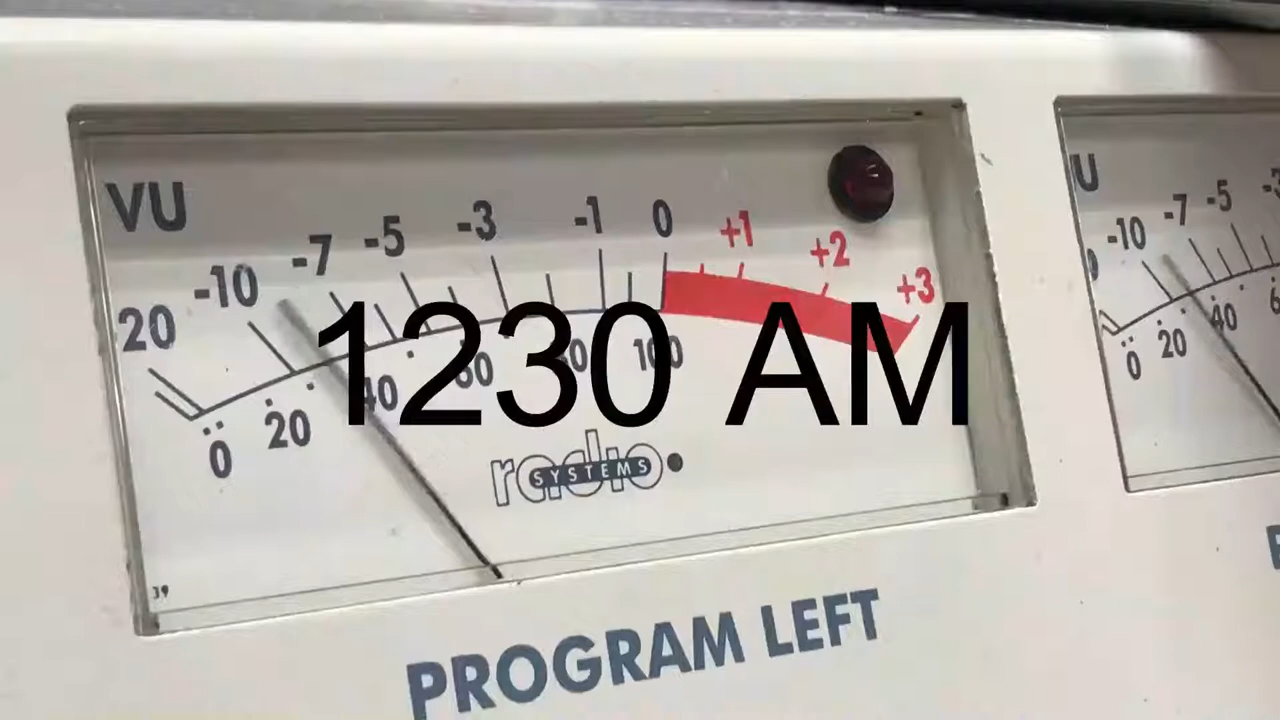 VU
20 -10 -7 -5 -3 -1 0 +1 +2 +3
0 20 40 60 80 100
1230 AM
radio
SYSTEMS
PROGRAM LEFT
-10 -7 -5
0 20 40